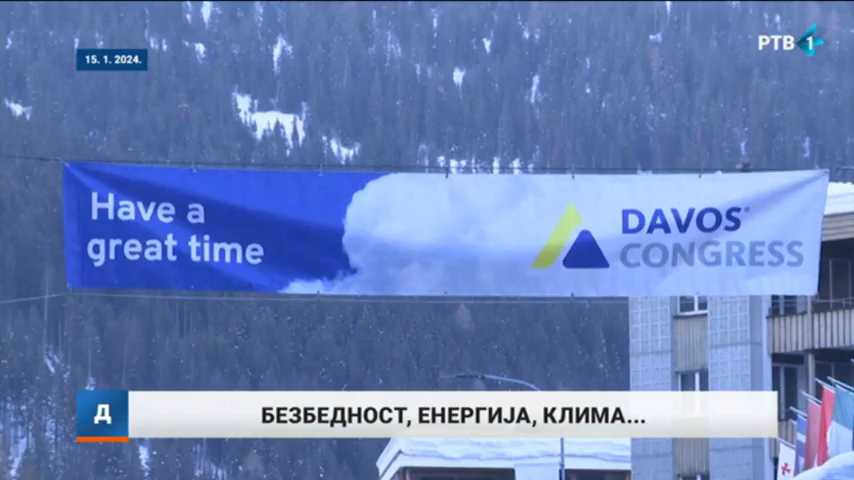 15. 1. 2024.
РТВ 1
Have a
great time
DAVOS
CONGRESS
Д
БЕЗБЕДНОСТ, ЕНЕРГИЈА, КЛИМА...